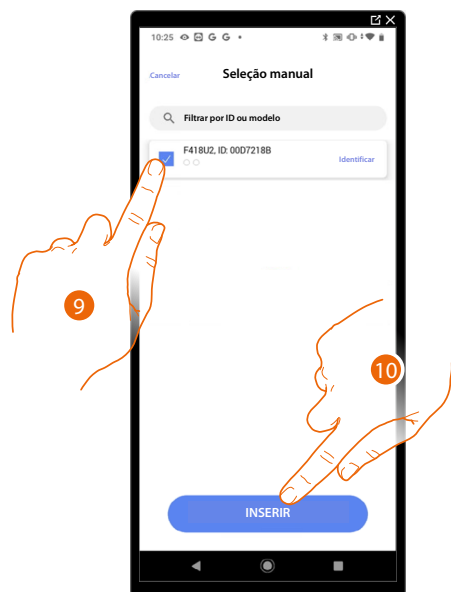 10:25 G G
Cancelar Seleção manual
Filtrar por ID ou modelo
F418U2, ID: 00D7218B
Identificar
9
10
INSERIR